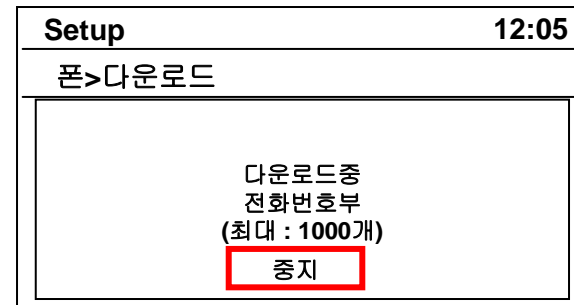 Setup 12:05
폰>다운로드
다운로드중
전화번호부
(최대 : 1000개)
중지